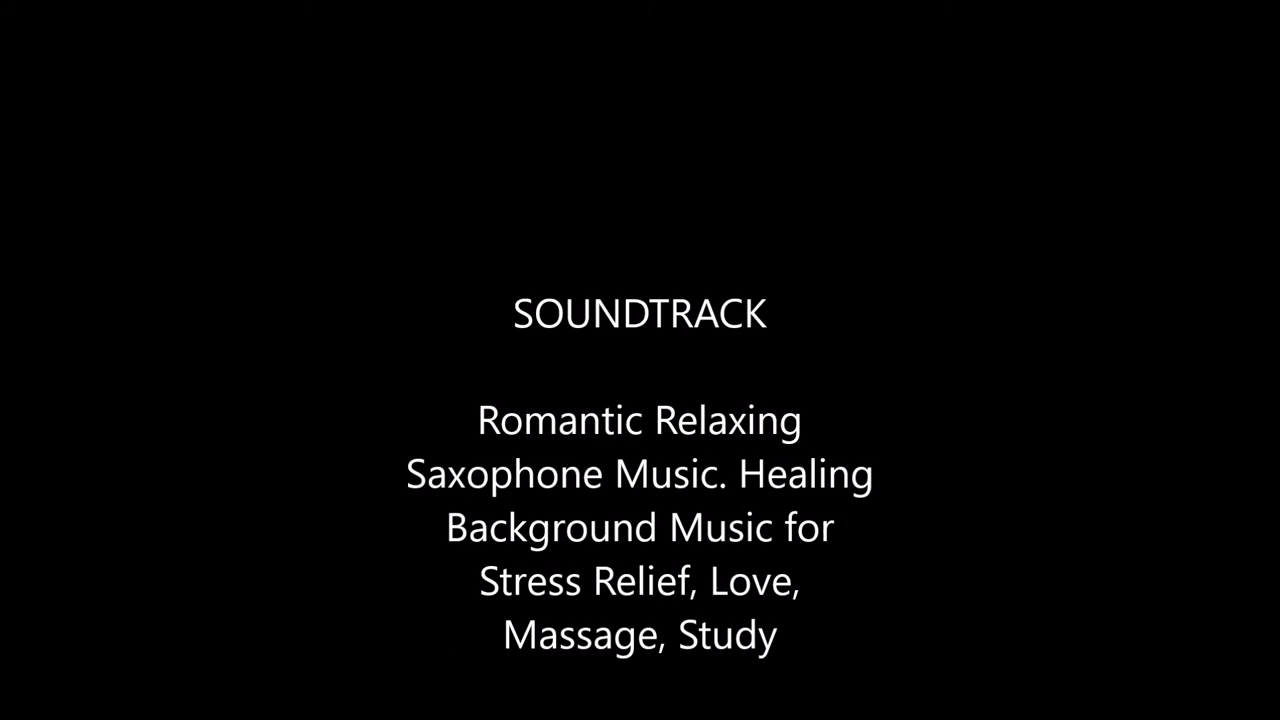 SOUNDTRACK
Romantic Relaxing
Saxophone Music. Healing
Background Music for
Stress Relief, Love,
Massage, Study